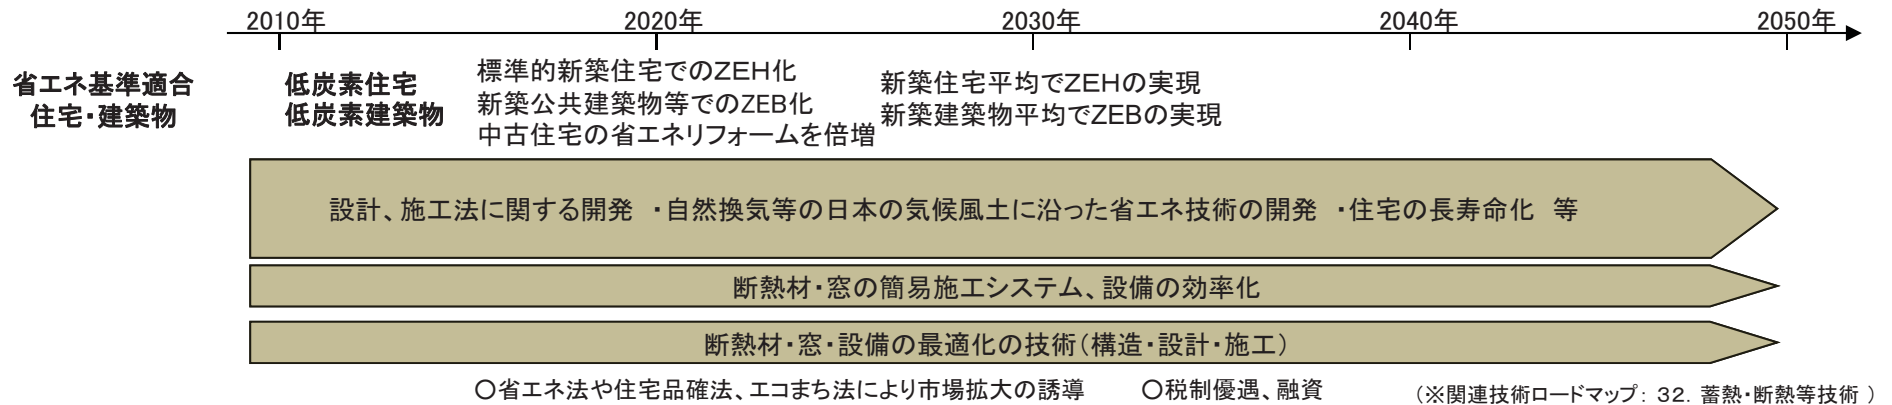 2010年 2020年 2030年 2040年 2050年
省エネ基準適合
住宅・建築物
低炭素住宅
低炭素建築物
標準的新築住宅でのZEH化
新築公共建築物等でのZEB化
中古住宅の省エネリフォームを倍増
新築住宅平均でZEHの実現
新築建築物平均でZEBの実現
設計、施工法に関する開発 ・自然換気等の日本の気候風土に沿った省エネ技術の開発 ・住宅の長寿命化 等
断熱材・窓の簡易施工システム、設備の効率化
断熱材・窓・設備の最適化の技術（構造・設計・施工）
○省エネ法や住宅品確法、エコまち法により市場拡大の誘導 ○税制優遇、融資
（※関連技術ロードマップ： 32. 蓄熱・断熱等技術 ）